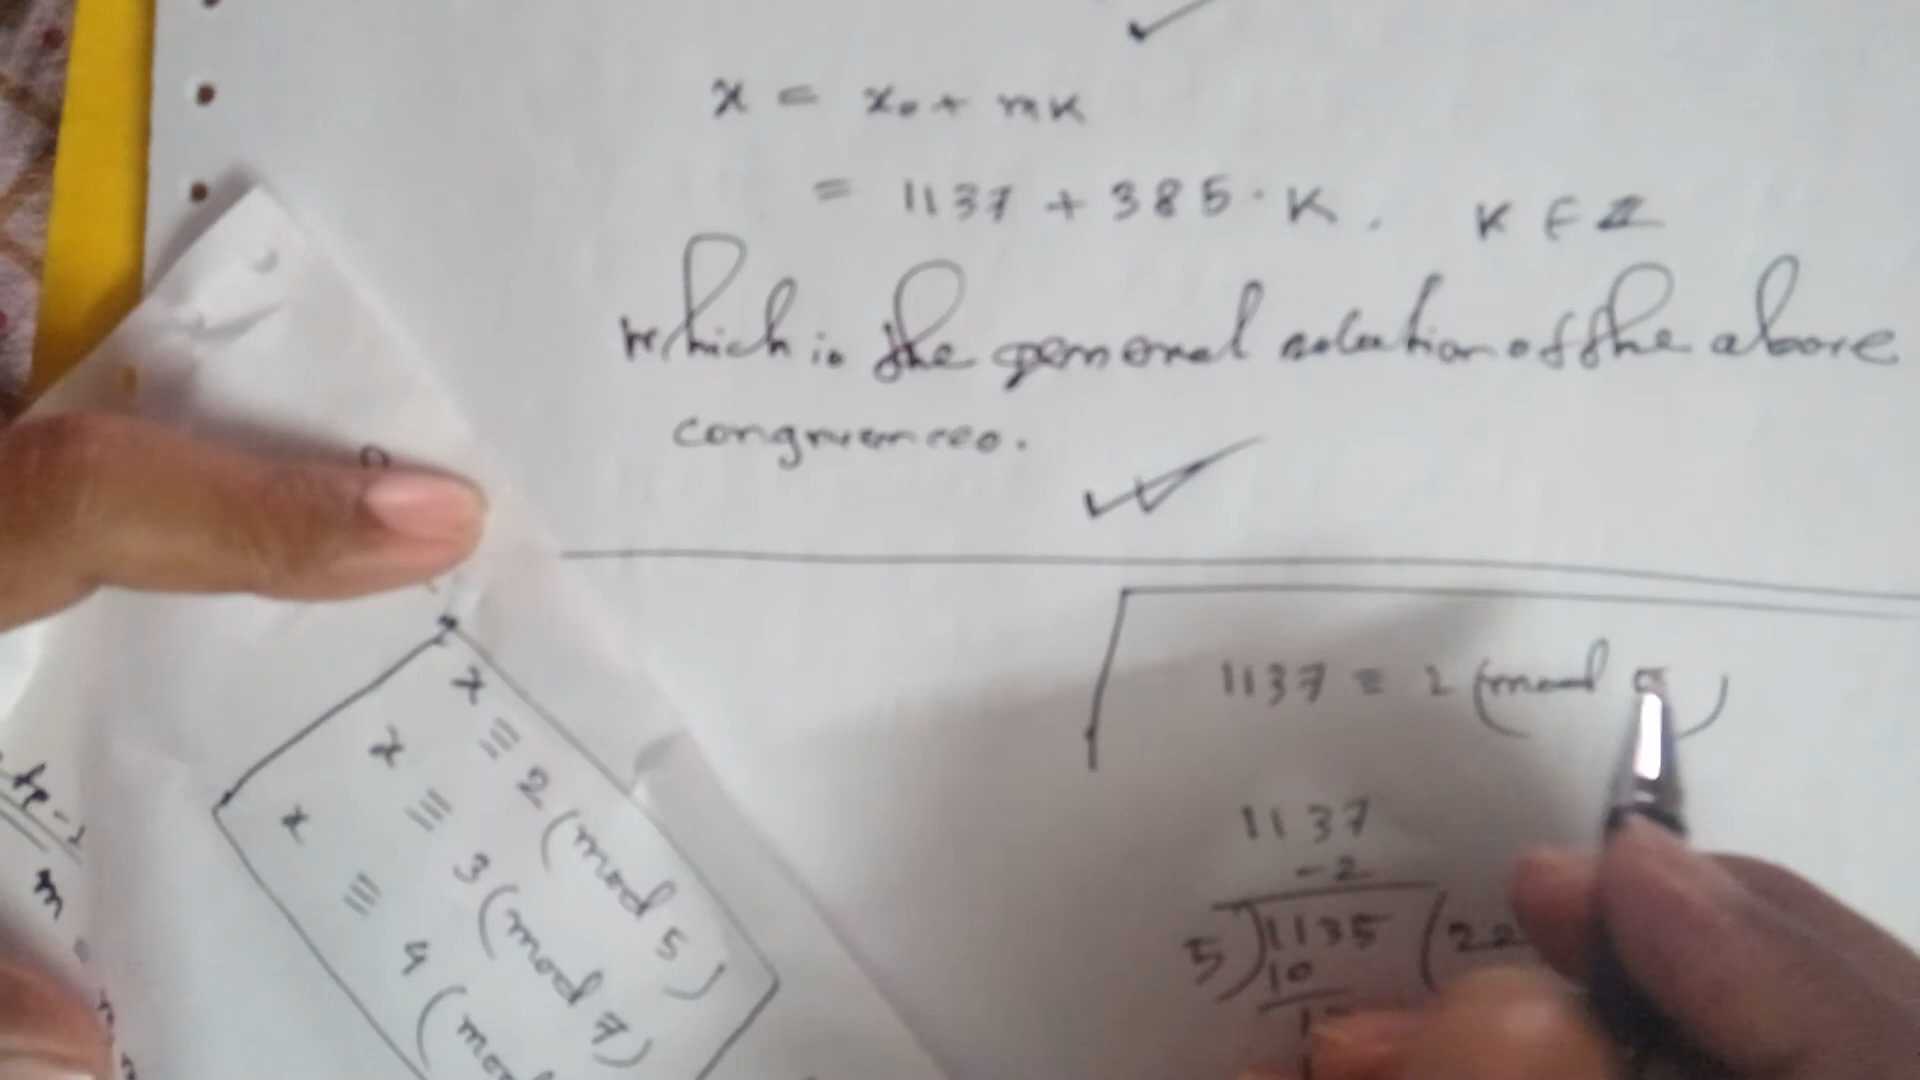 x = x₀ + mk
= 1137 + 385 · K, K ∈ Z
which is the general solution of the above
congruences.
1137 ≡ 2 (mod 5)
1137
-2
5) 1135 (22
10
x ≡ 2 (mod 5)
x ≡ 3 (mod 7)
x ≡ 4 (mod
m =